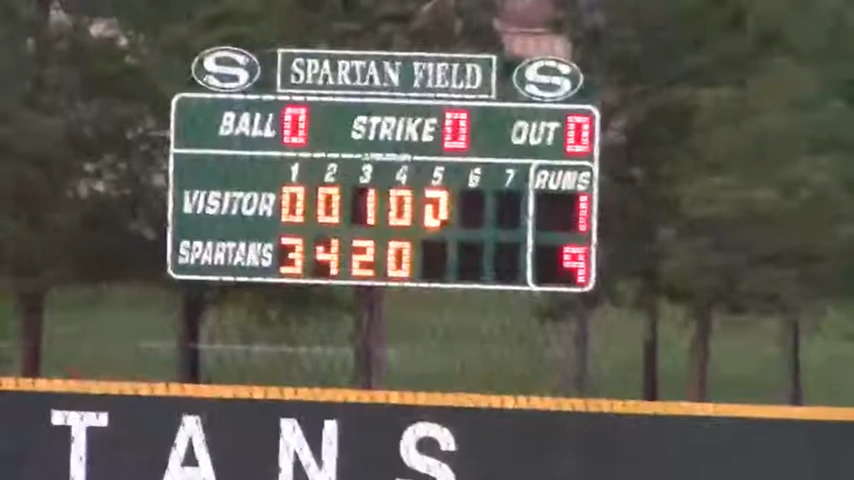 S SPARTAN FIELD S
BALL 0 STRIKE 0 OUT 0
1 2 3 4 5 6 7 RUNS
VISITOR 0 0 1 0 0 1
SPARTANS 3 4 2 0 9
TANS